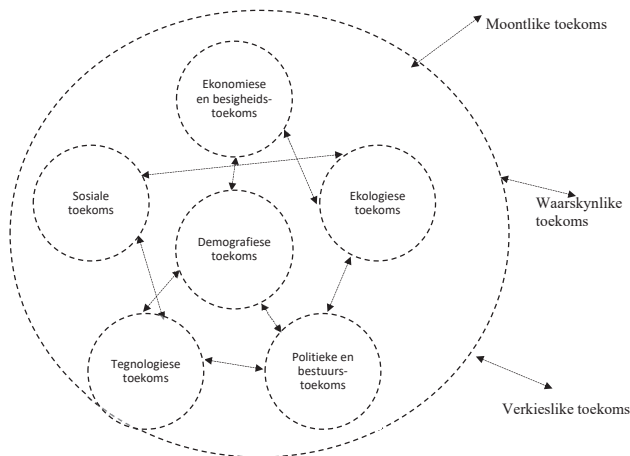 Moontlike toekoms
Ekonomiese
en besigheids-
toekoms
Sosiale
toekoms
Ekologiese
toekoms
Waarskynlike
toekoms
Demografiese
toekoms
Tegnologiese
toekoms
Politieke en
bestuurs-
toekoms
Verkieslike toekoms